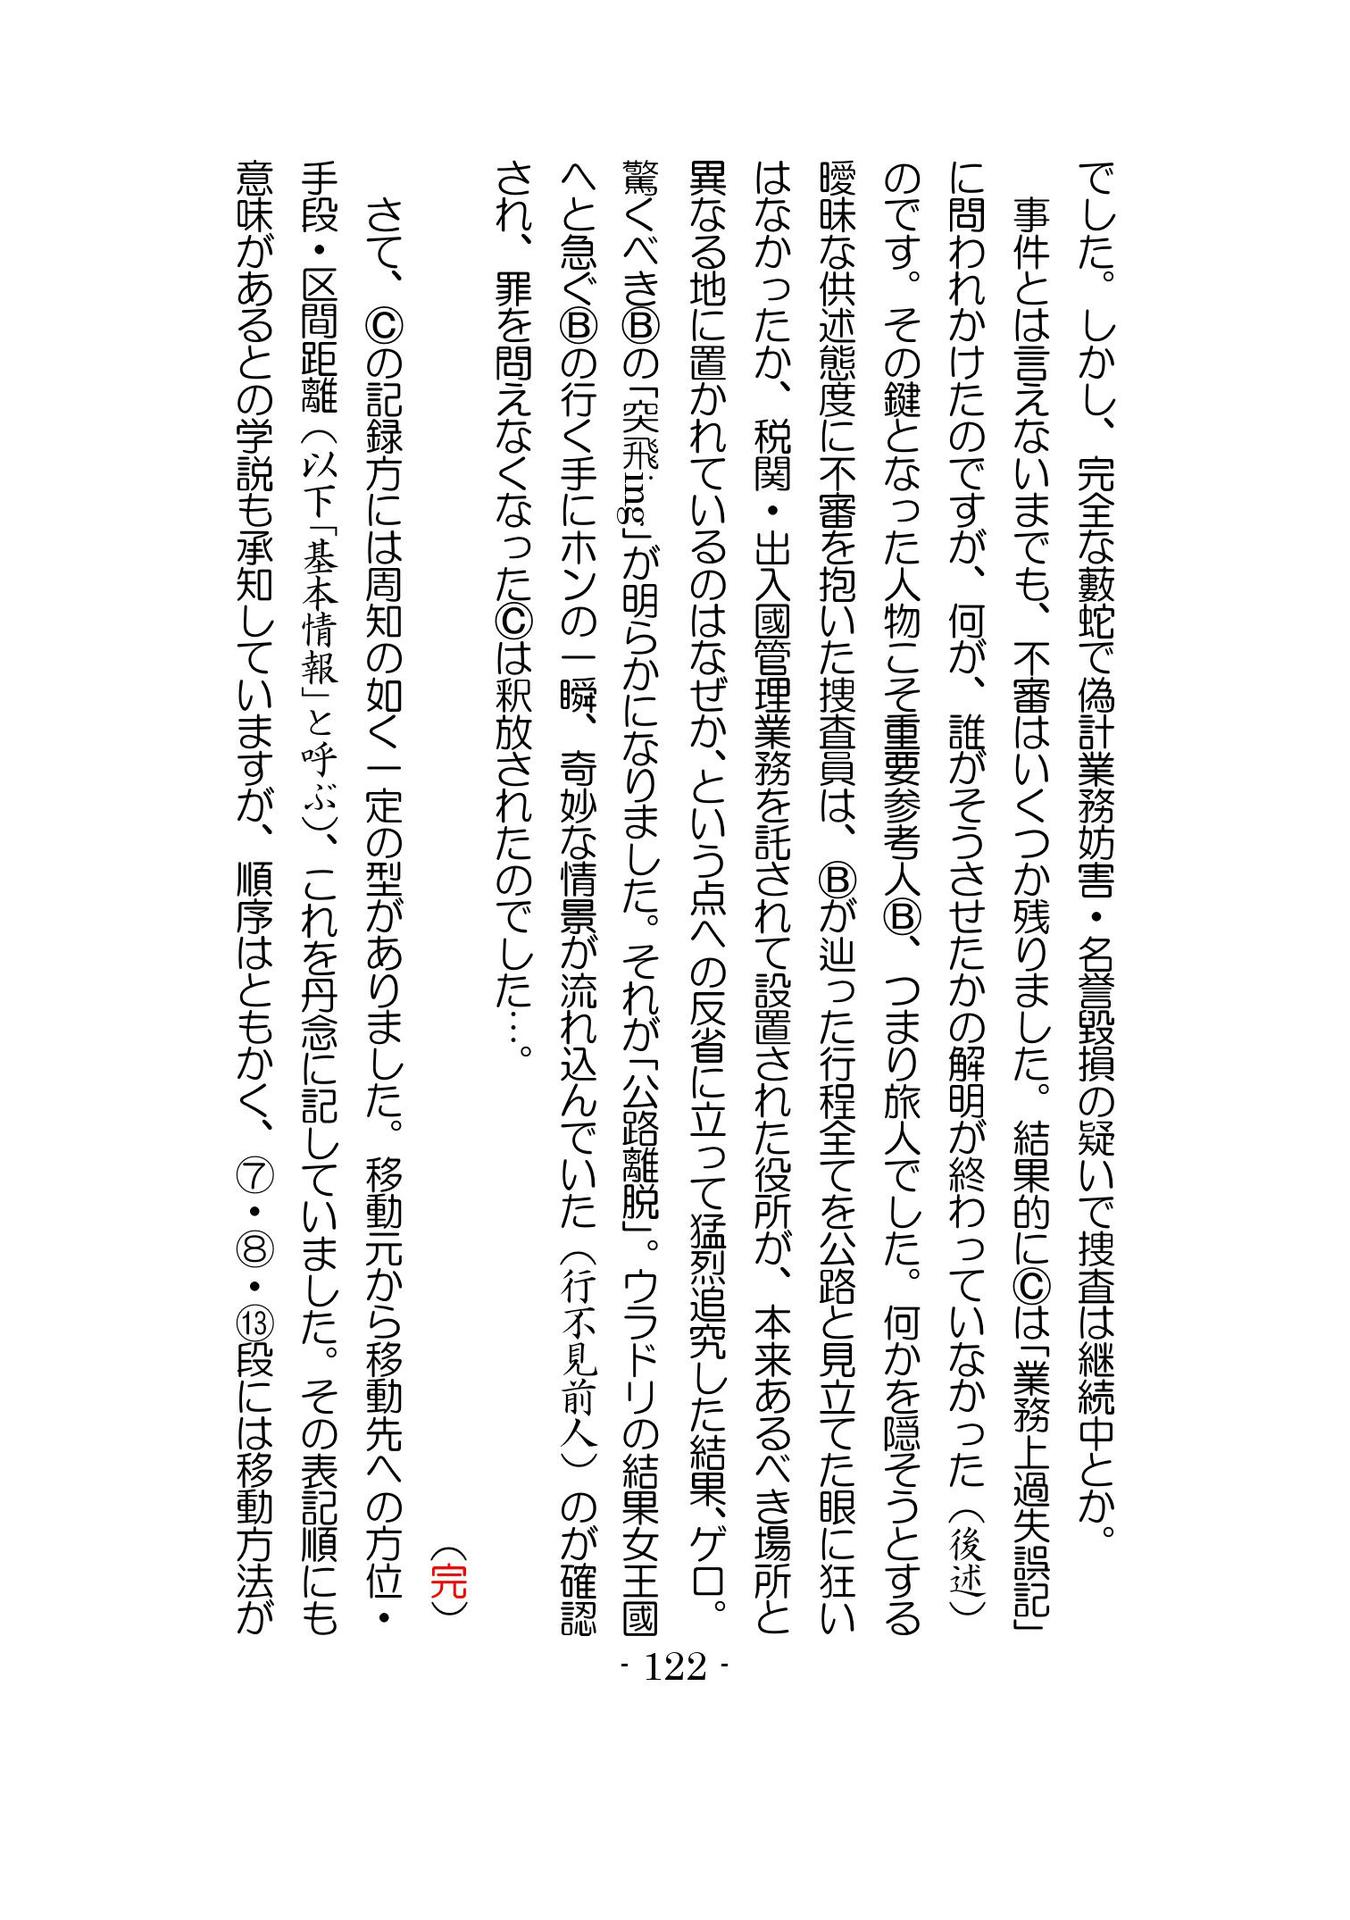 でした。しかし、完全な藪蛇で偽計業務妨害・名誉毀損の疑いで捜査は継続中とか。
　事件とは言えないまでも、不審はいくつか残りました。結果的にⒸは「業務上過失誤記」
に問われかけたのですが、何が、誰がそうさせたかの解明が終わっていなかった（後述）
のです。その鍵となった人物こそ重要参考人Ⓑ、つまり旅人でした。何かを隠そうとする
曖昧な供述態度に不審を抱いた捜査員は、Ⓑが辿った行程全てを公路と見立てた眼に狂い
はなかったか、税関・出入國管理業務を託されて設置された役所が、本来あるべき場所と
異なる地に置かれているのはなぜか、という点への反省に立って猛烈追究した結果、ゲロ。
驚くべきⒷの「突飛ing」が明らかになりました。それが「公路離脱」。ウラドリの結果女王國
へと急ぐⒷの行く手にホンの一瞬、奇妙な情景が流れ込んでいた（行不見前人）のが確認
され、罪を問えなくなったⒸは釈放されたのでした…。
（完）
　さて、Ⓒの記録方には周知の如く一定の型がありました。移動元から移動先への方位・
手段・区間距離（以下「基本情報」と呼ぶ）、これを丹念に記していました。その表記順にも
意味があるとの学説も承知していますが、順序はともかく、⑦・⑧・⑬段には移動方法が
- 122 -